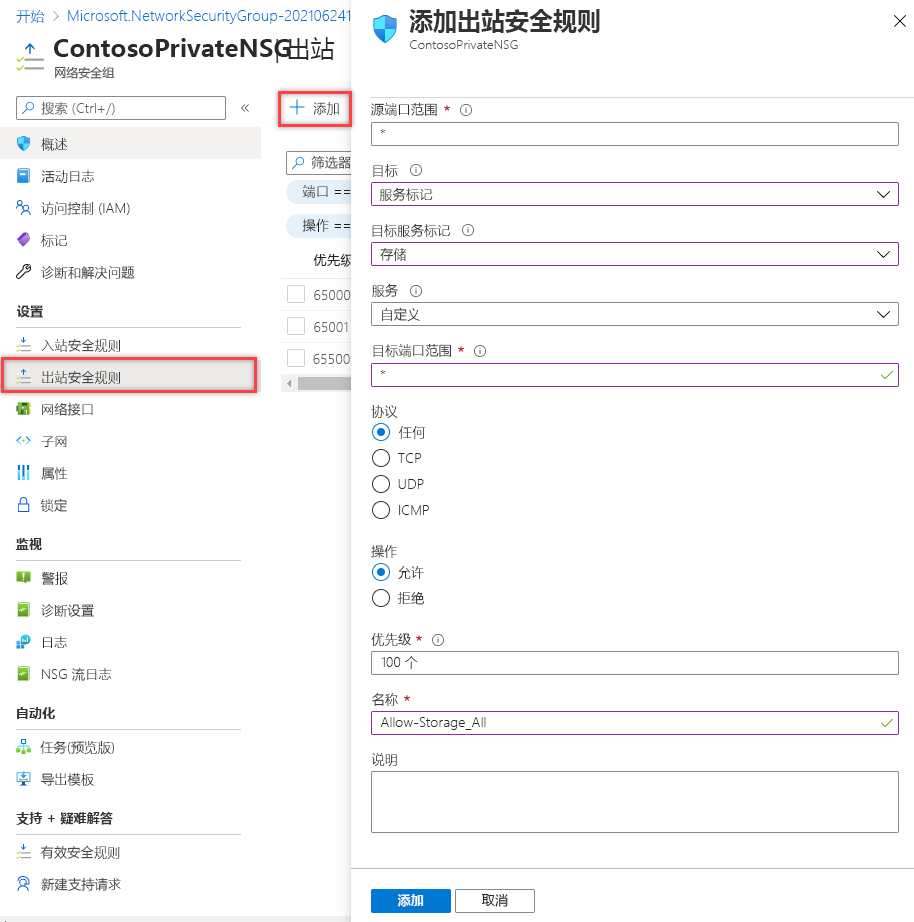 开始 > Microsoft.NetworkSecurityGroup-202106241
ContosoPrivateNSG | 出站
网络安全组
搜索 (Ctrl+/)
«
概述
活动日志
访问控制 (IAM)
标记
诊断和解决问题
设置
入站安全规则
出站安全规则
网络接口
子网
属性
锁定
监视
警报
诊断设置
日志
NSG 流日志
自动化
任务(预览版)
导出模板
支持 + 疑难解答
有效安全规则
新建支持请求
添加
筛选器
端口 ==
操作 ==
优先级
65000
65001
65500
添加出站安全规则
ContosoPrivateNSG
源端口范围 *
*
目标
服务标记
目标服务标记
存储
服务
自定义
目标端口范围 *
*
协议
任何
TCP
UDP
ICMP
操作
允许
拒绝
优先级 *
100 个
名称 *
Allow-Storage_All
说明
添加
取消